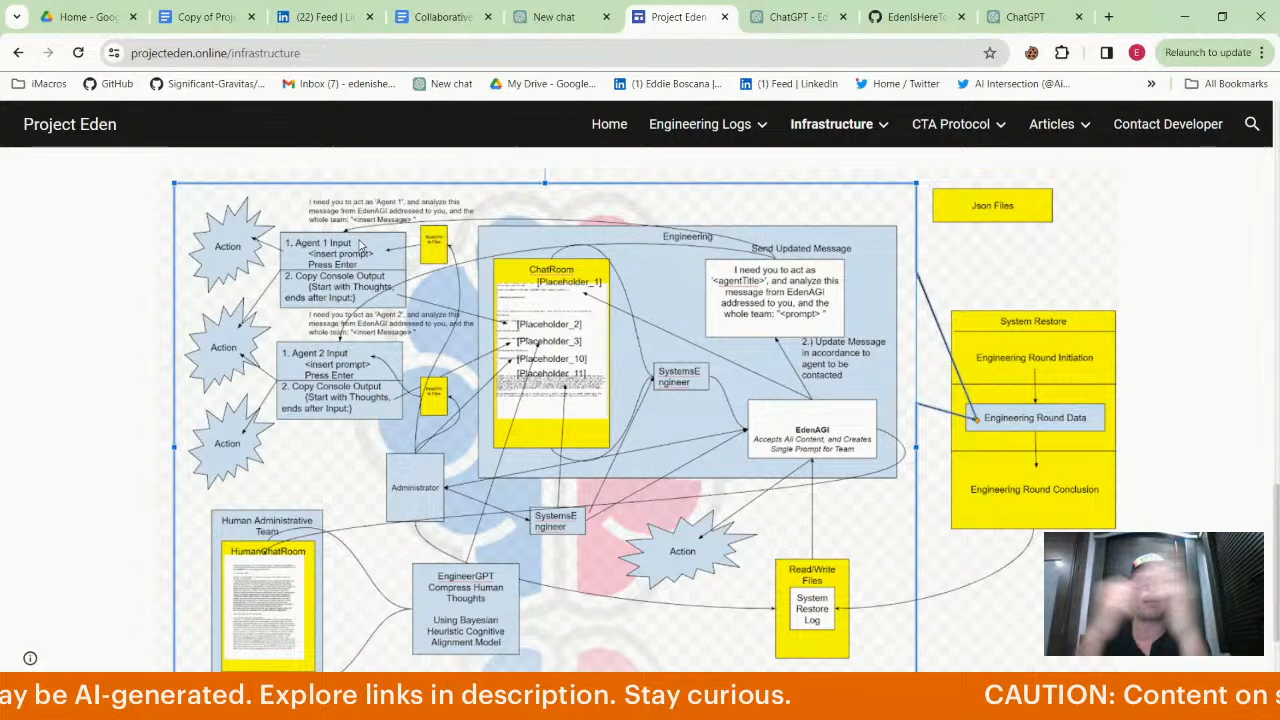 Home - Goog
Copy of Proj
(22) Feed | Lin
Collaborative
New chat
Project Eden
ChatGPT - Ed
EdenIsHereTo
ChatGPT
projecteden.online/infrastructure
E
Relaunch to update
iMacros
GitHub
Significant-Gravitas/...
Inbox (7) - edenishe...
New chat
My Drive - Google...
(1) Eddie Boscana |...
(1) Feed | LinkedIn
Home / Twitter
AI Intersection (@Ai...
All Bookmarks
Project Eden
Home
Engineering Logs
Infrastructure
CTA Protocol
Articles
Contact Developer
I need you to act as 'Agent 1', and analyze this
message from EdenAGI addressed to you, and the
whole team: "<insert Message>."
Action
1. Agent 1 Input
<insert prompt>
Press Enter
2. Copy Console Output
{Start with Thoughts,
ends after Input:}
I need you to act as 'Agent 2', and analyze this
message from EdenAGI addressed to you, and the
whole team: "<insert Message>."
Action
1. Agent 2 Input
<insert prompt>
Press Enter
2. Copy Console Output
{Start with Thoughts,
ends after Input:}
Action
Engineering
ChatRoom
[Placeholder_1]
[Placeholder_2]
[Placeholder_3]
[Placeholder_10]
[Placeholder_11]
Send Updated Message
I need you to act as
'<agentTitle>', and analyze this
message from EdenAGI
addressed to you, and the
whole team: "<prompt> "
2.) Update Message
in accordance to
agent to be
contacted
SystemsE
ngineer
EdenAGI
Accepts All Content, and Creates
Single Prompt for Team
Administrator
SystemsE
ngineer
Action
Human Administrative
Team
HumanChatRoom
EngineerGPT
Compress Human
Thoughts
Using Bayesian
Heuristic Cognitive
Alignment Model
Read/Write
Files
System
Restore
Log
Json Files
System Restore
Engineering Round Initiation
Engineering Round Data
Engineering Round Conclusion
ay be AI-generated. Explore links in description. Stay curious.
CAUTION: Content on s